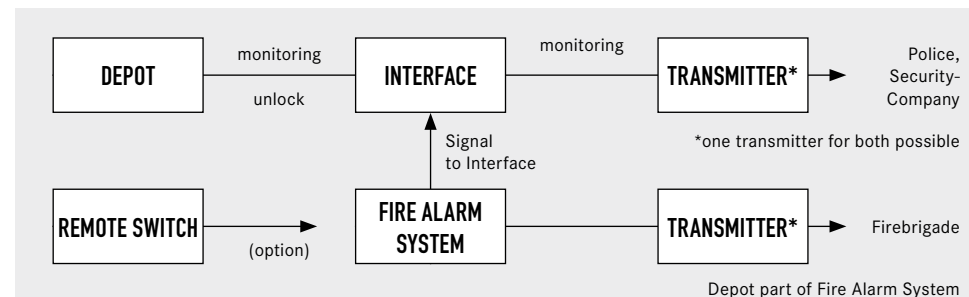 DEPOT
monitoring
unlock
INTERFACE
monitoring
TRANSMITTER*
Police,
Security-
Company
*one transmitter for both possible
Signal
to Interface
REMOTE SWITCH
(option)
FIRE ALARM
SYSTEM
TRANSMITTER*
Firebrigade
Depot part of Fire Alarm System